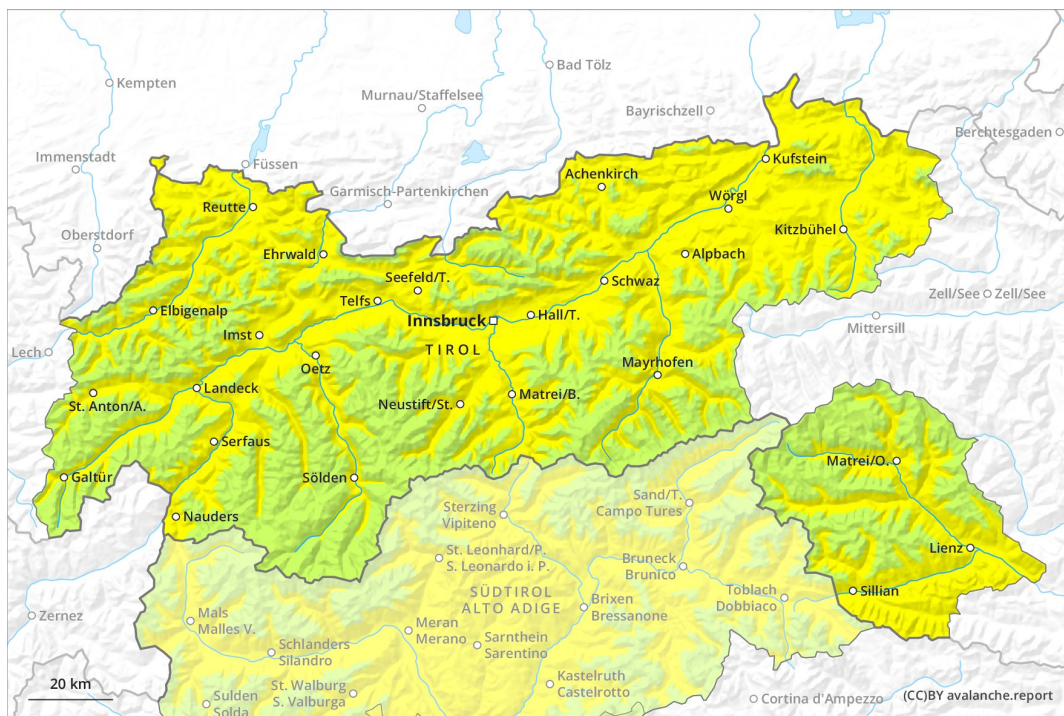 Kempten
Bad Tölz
Murnau/Staffelsee
Bayrischzell
Berchtesgaden
Immenstadt
Füssen
Kufstein
Achenkirch
Garmisch-Partenkirchen
Wörgl
Reutte
Oberstdorf
Kitzbühel
Ehrwald
Alpbach
Seefeld/T.
Schwaz
Telfs
Zell/See
Zell/See
Elbigenalp
Innsbruck
Hall/T.
Mittersill
Imst
TIROL
Lech
Oetz
Mayrhofen
Landeck
Matrei/B.
St. Anton/A.
Neustift/St.
Serfaus
Matrei/O.
Galtür
Sölden
Sand/T.
Campo Tures
Sterzing
Vipiteno
Nauders
Lienz
St. Leonhard/P.
S. Leonardo i. P.
Bruneck
Brunico
Sillian
SÜDTIROL
ALTO ADIGE
Toblach
Dobbiaco
Brixen
Bressanone
Zernez
Mals
Malles V.
Meran
Merano
Schlanders
Silandro
Sarnthein
Sarentino
20 km
St. Walburg
S. Valburga
Kastelruth
Castelrotto
Sulden
Solda
Cortina d'Ampezzo
(CC)BY avalanche.report